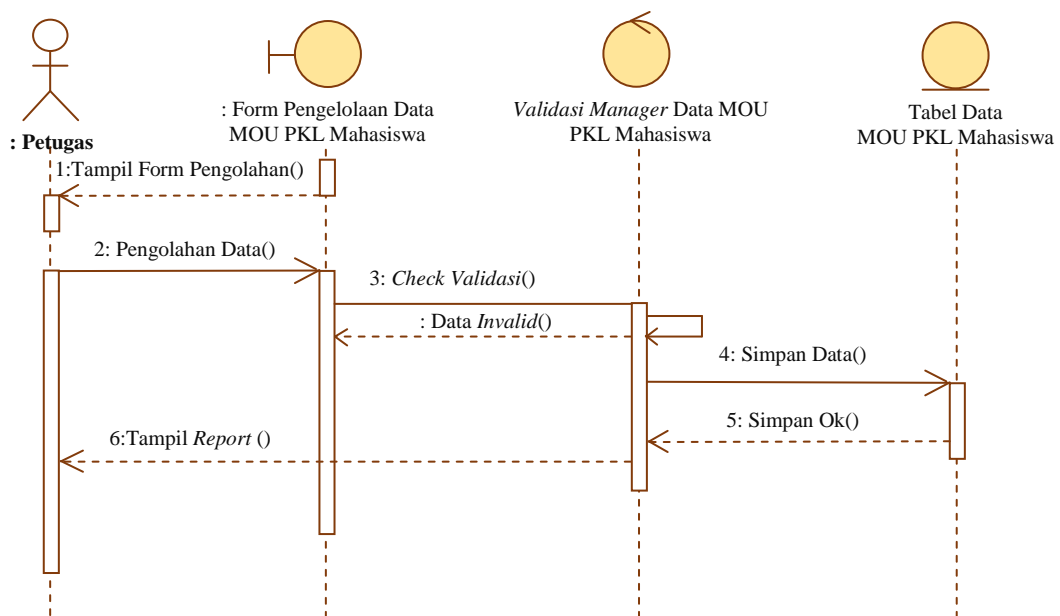 : Petugas
: Form Pengelolaan Data
MOU PKL Mahasiswa
Validasi Manager Data MOU
PKL Mahasiswa
Tabel Data
MOU PKL Mahasiswa
1:Tampil Form Pengolahan()
2: Pengolahan Data()
3: Check Validasi()
: Data Invalid()
4: Simpan Data()
5: Simpan Ok()
6:Tampil Report ()